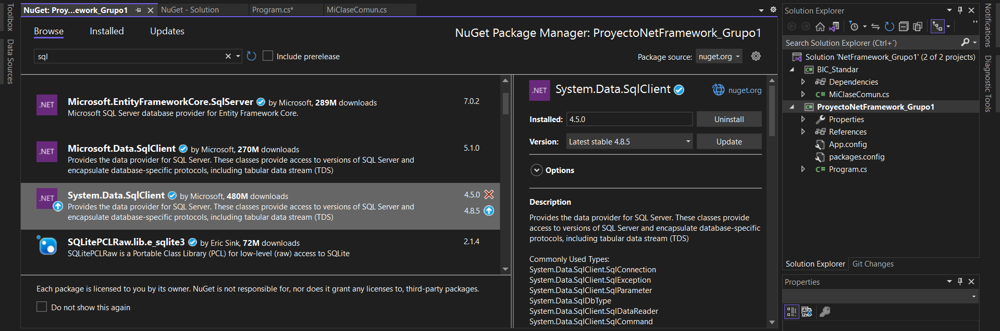 Toolbox
Data Sources
NuGet: Proy...ework_Grupo1
NuGet - Solution
Program.cs*
MiClaseComun.cs
Browse
Installed
Updates
NuGet Package Manager: ProyectoNetFramework_Grupo1
sql
Include prerelease
Package source:
nuget.org
.NET
Microsoft.EntityFrameworkCore.SqlServer by Microsoft, 289M downloads
7.0.2
Microsoft SQL Server database provider for Entity Framework Core.
.NET
Microsoft.Data.SqlClient by Microsoft, 270M downloads
5.1.0
Provides the data provider for SQL Server. These classes provide access to versions of SQL Server and
encapsulate database-specific protocols, including tabular data stream (TDS)
.NET
System.Data.SqlClient by Microsoft, 480M downloads
4.5.0
Provides the data provider for SQL Server. These classes provide access to versions of SQL Server and
4.8.5
encapsulate database-specific protocols, including tabular data stream (TDS)
SQLitePCLRaw.lib.e_sqlite3 by Eric Sink, 72M downloads
2.1.4
SQLitePCLRaw is a Portable Class Library (PCL) for low-level (raw) access to SQLite
Each package is licensed to you by its owner. NuGet is not responsible for, nor does it grant any licenses to, third-party packages.
Do not show this again
.NET
System.Data.SqlClient
nuget.org
Installed:
4.5.0
Uninstall
Version:
Latest stable 4.8.5
Update
Options
Description
Provides the data provider for SQL Server. These classes provide
access to versions of SQL Server and encapsulate database-specific
protocols, including tabular data stream (TDS)
Commonly Used Types:
System.Data.SqlClient.SqlConnection
System.Data.SqlClient.SqlException
System.Data.SqlClient.SqlParameter
System.Data.SqlDbType
System.Data.SqlClient.SqlDataReader
System.Data.SqlClient.SqlCommand
Solution Explorer
Search Solution Explorer (Ctrl+´)
Solution 'NetFramework_Grupo1' (2 of 2 projects)
C# BIC_Standar
Dependencies
C# MiClaseComun.cs
C# ProyectoNetFramework_Grupo1
Properties
References
App.config
packages.config
C# Program.cs
Solution Explorer
Git Changes
Properties
Notifications
Diagnostic Tools